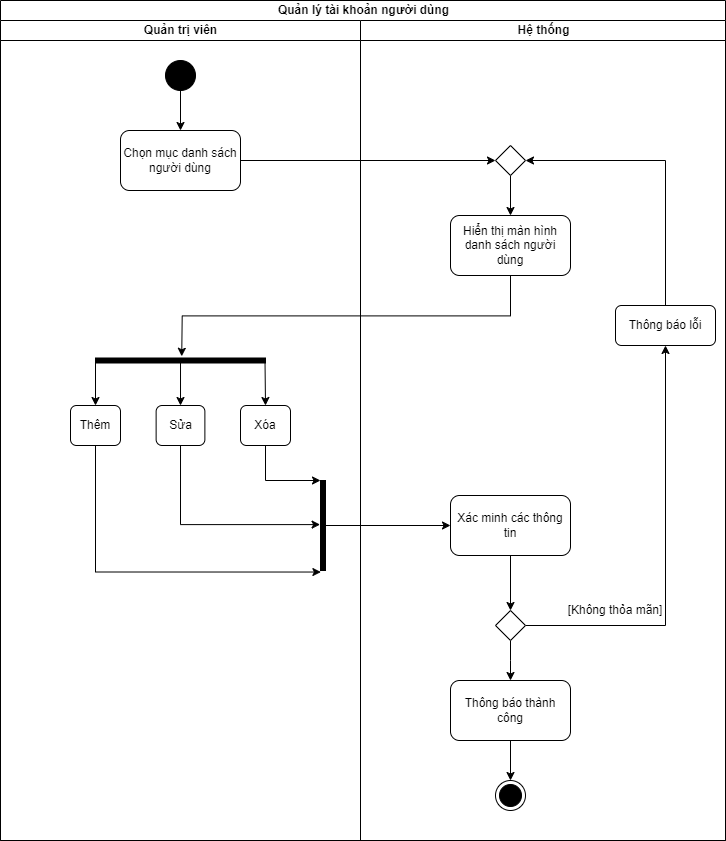 Quản lý tài khoản người dùng
Quản trị viên
Hệ thống
Chọn mục danh sách
người dùng
Hiển thị màn hình
danh sách người
dùng
Thông báo lỗi
Thêm
Sửa
Xóa
Xác minh các thông
tin
[Không thỏa mãn]
Thông báo thành
công